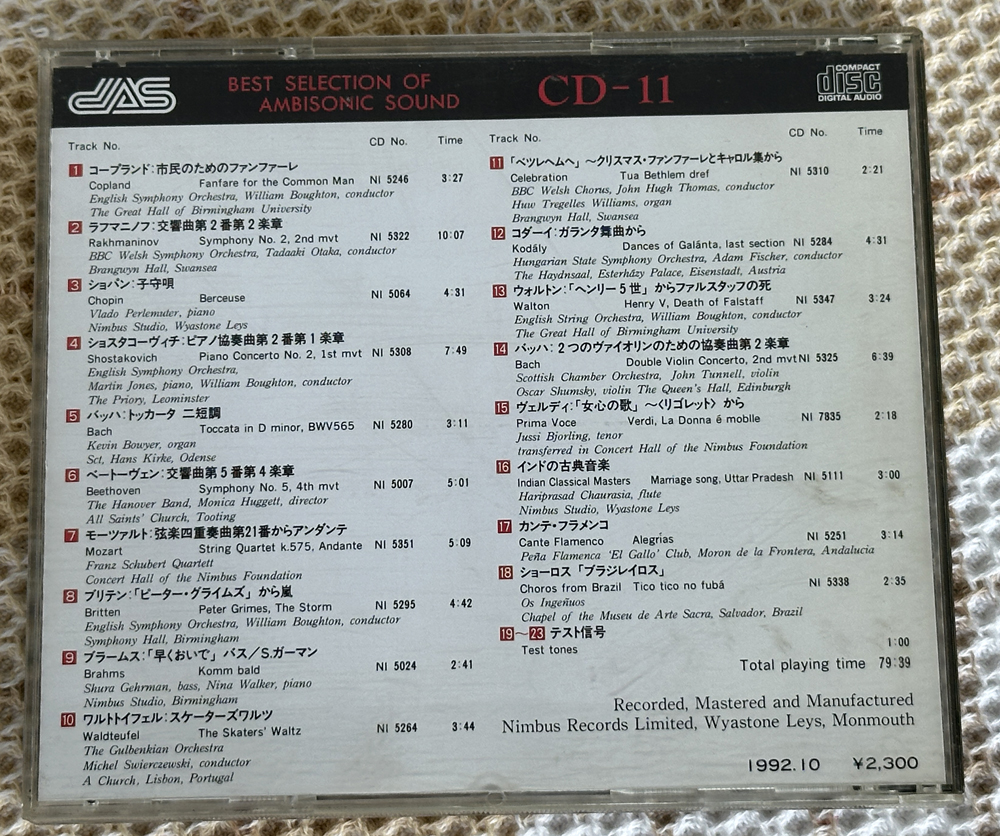 JAS
BEST SELECTION OF
AMBISONIC SOUND
CD-11
COMPACT
disc
DIGITAL AUDIO
Track No. CD No. Time
1 コープランド:市民のためのファンファーレ
Copland Fanfare for the Common Man NI 5246 3:27
English Symphony Orchestra, William Boughton, conductor
The Great Hall of Birmingham University
2 ラフマニノフ:交響曲第2番第2楽章
Rakhmaninov Symphony No. 2, 2nd mvt NI 5322 10:07
BBC Welsh Symphony Orchestra, Tadaaki Otaka, conductor
Brangwyn Hall, Swansea
3 ショパン:子守唄
Chopin Berceuse NI 5064 4:31
Vlado Perlemuter, piano
Nimbus Studio, Wyastone Leys
4 ショスタコーヴィチ:ピアノ協奏曲第2番第1楽章
Shostakovich Piano Concerto No. 2, 1st mvt NI 5308 7:49
English Symphony Orchestra,
Martin Jones, piano, William Boughton, conductor
The Priory, Leominster
5 バッハ:トッカータ 二短調
Bach Toccata in D minor, BWV565 NI 5280 3:11
Kevin Bowyer, organ
Sct, Hans Kirke, Odense
6 ベートーヴェン:交響曲第5番第4楽章
Beethoven Symphony No. 5, 4th mvt NI 5007 5:01
The Hanover Band, Monica Huggett, director
All Saints' Church, Tooting
7 モーツァルト:弦楽四重奏曲第21番からアンダンテ
Mozart String Quartet k.575, Andante NI 5351 5:09
Franz Schubert Quartett
Concert Hall of the Nimbus Foundation
8 ブリテン:「ピーター・グライムズ」から嵐
Britten Peter Grimes, The Storm NI 5295 4:42
English Symphony Orchestra, William Boughton, conductor
Symphony Hall, Birmingham
9 ブラームス:「早くおいで」バス/S.ガーマン
Brahms Komm bald NI 5024 2:41
Shura Gehrman, bass, Nina Walker, piano
Nimbus Studio, Birmingham
10 ワルトトイフェル:スケーターズワルツ
Waldteufel The Skaters' Waltz NI 5264 3:44
The Gulbenkian Orchestra
Michel Swierczewski, conductor
A Church, Lisbon, Portugal
Track No. CD No. Time
11 「ベツレヘムへ」〜クリスマス・ファンファーレとキャロル集から
Celebration Tua Bethlem dref NI 5310 2:21
BBC Welsh Chorus, John Hugh Thomas, conductor
Huw Tregelles Williams, organ
Brangwyn Hall, Swansea
12 コダーイ:ガランタ舞曲から
Kodály Dances of Galánta, last section NI 5284 4:31
Hungarian State Symphony Orchestra, Adam Fischer, conductor
The Haydnsaal, Esterházy Palace, Eisenstadt, Austria
13 ウォルトン:「ヘンリー5世」からファルスタッフの死
Walton Henry V, Death of Falstaff NI 5347 3:24
English String Orchestra, William Boughton, conductor
The Great Hall of Birmingham University
14 バッハ:2つのヴァイオリンのための協奏曲第2楽章
Bach Double Violin Concerto, 2nd mvt NI 5325 6:39
Scottish Chamber Orchestra, John Tunnell, violin
Oscar Shumsky, violin The Queen's Hall, Edinburgh
15 ヴェルディ:「女心の歌」〜〈リゴレット〉から
Prima Voce Verdi, La Donna é moblle NI 7835 2:18
Jussi Bjorling, tenor
transferred in Concert Hall of the Nimbus Foundation
16 インドの古典音楽
Indian Classical Masters Marriage song, Uttar Pradesh NI 5111 3:00
Hariprasad Chaurasia, flute
Nimbus Studio, Wyastone Leys
17 カンテ・フラメンコ
Cante Flamenco Alegrias NI 5251 3:14
Peña Flamenca 'El Gallo' Club, Moron de la Frontera, Andalucia
18 ショーロス「ブラジレイロス」
Choros from Brazil Tico tico no fubá NI 5338 2:35
Os Ingeñuos
Chapel of the Museu de Arte Sacra, Salvador, Brazil
19〜23 テスト信号
Test tones 1:00
Total playing time 79:39
Recorded, Mastered and Manufactured
Nimbus Records Limited, Wyastone Leys, Monmouth
1992.10 ¥2,300